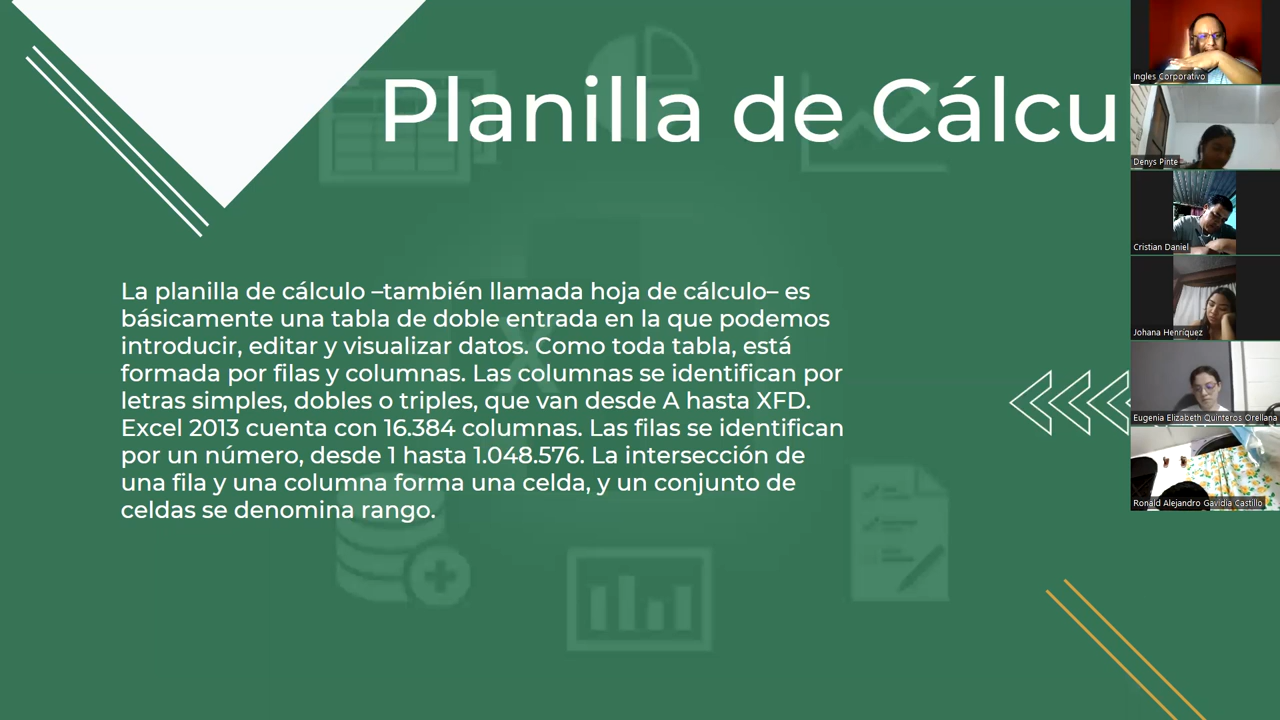 Planilla de Cálcu
La planilla de cálculo –también llamada hoja de cálculo– es
básicamente una tabla de doble entrada en la que podemos
introducir, editar y visualizar datos. Como toda tabla, está
formada por filas y columnas. Las columnas se identifican por
letras simples, dobles o triples, que van desde A hasta XFD.
Excel 2013 cuenta con 16.384 columnas. Las filas se identifican
por un número, desde 1 hasta 1.048.576. La intersección de
una fila y una columna forma una celda, y un conjunto de
celdas se denomina rango.
Ingles Corporativo
Denys Pinte
Cristian Daniel
Johana Henríquez
Eugenia Elizabeth Quinteros Orellana
Ronald Alejandro Gavidia Castillo